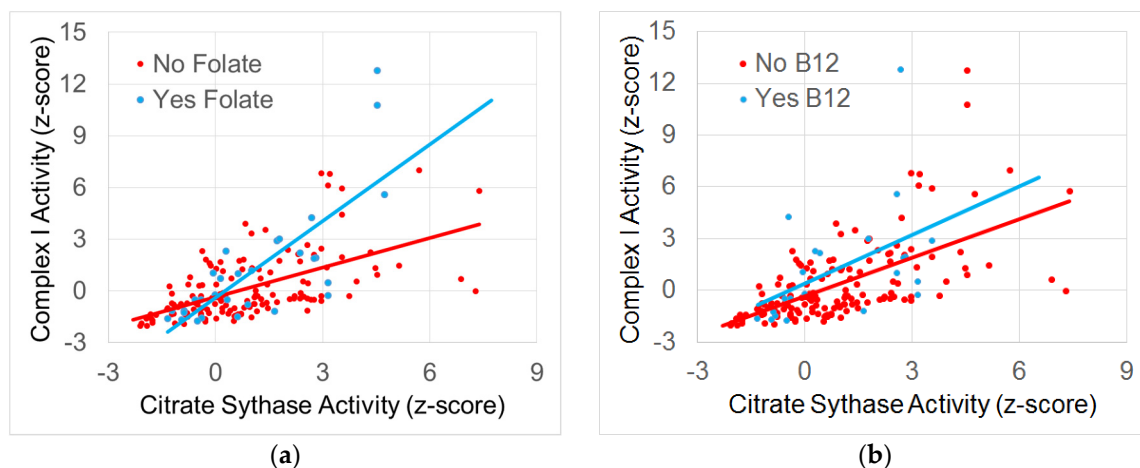 15
12
9
6
3
0
-3
No Folate
Yes Folate
Complex I Activity (z-score)
-3 0 3 6 9
Citrate Sythase Activity (z-score)
(a)
15
12
9
6
3
0
-3
No B12
Yes B12
Complex I Activity (z-score)
-3 0 3 6 9
Citrate Sythase Activity (z-score)
(b)